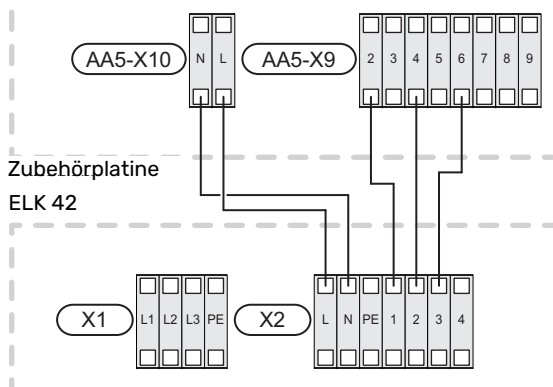 AA5-X10 N L AA5-X9 2 3 4 5 6 7 8 9
Zubehörplatine
ELK 42
X1 L1 L2 L3 PE X2 L N PE 1 2 3 4